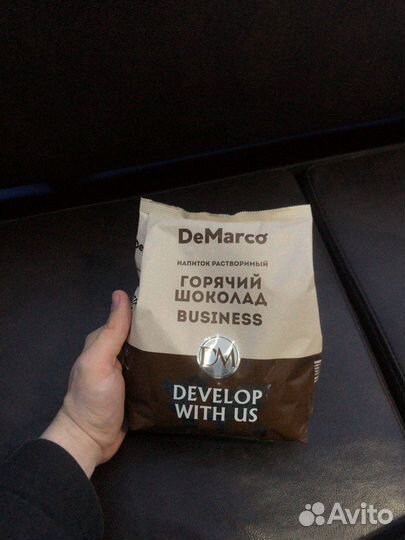 DeMarco
НАПИТОК РАСТВОРИМЫЙ
ГОРЯЧИЙ
ШОКОЛАД
BUSINESS
DM
DEVELOP
WITH US
Avito